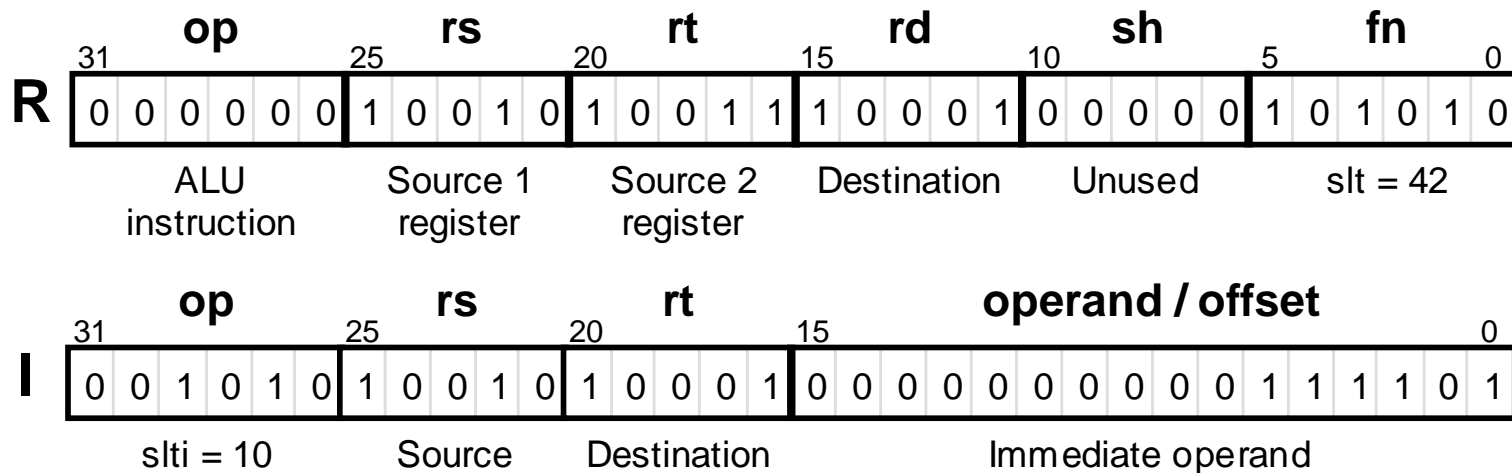 op rs rt rd sh fn
31 25 20 15 10 5 0
R 0 0 0 0 0 0 1 0 0 1 0 1 0 0 1 1 1 0 0 0 1 0 0 0 0 0 1 0 1 0 1 0
ALU Source 1 Source 2 Destination Unused slt = 42
instruction register register
op rs rt operand / offset
31 25 20 15 0
I 0 0 1 0 1 0 1 0 0 1 0 1 0 0 0 1 0 0 0 0 0 0 0 0 0 0 1 1 1 1 0 1
slti = 10 Source Destination Immediate operand